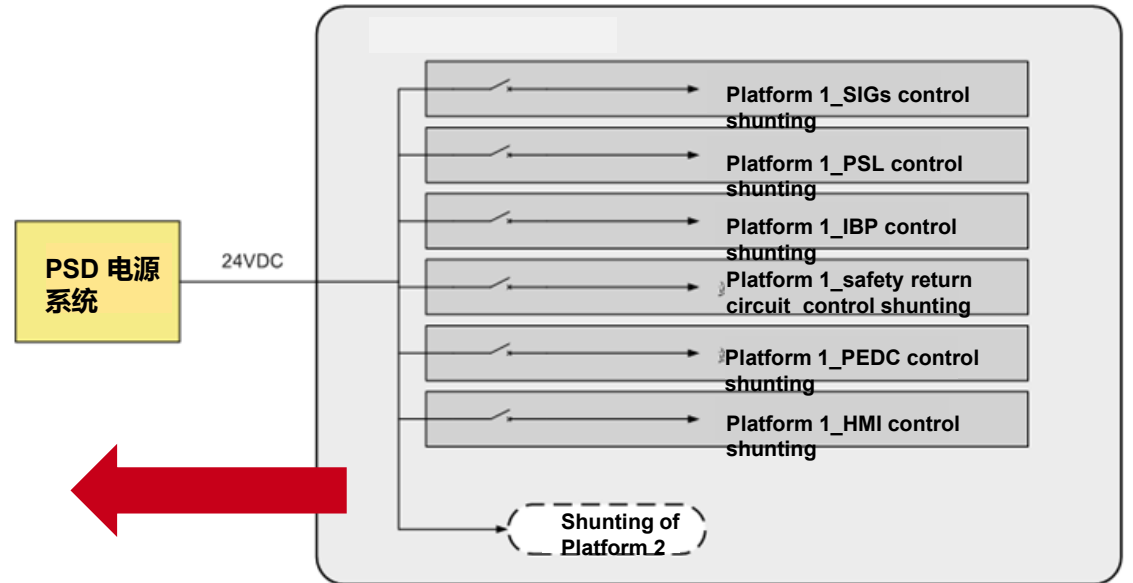 Platform 1_SIGs control
shunting
Platform 1_PSL control
shunting
Platform 1_IBP control
shunting
PSD 电源
系统
24VDC
Platform 1_safety return
circuit control shunting
Platform 1_PEDC control
shunting
Platform 1_HMI control
shunting
Shunting of
Platform 2